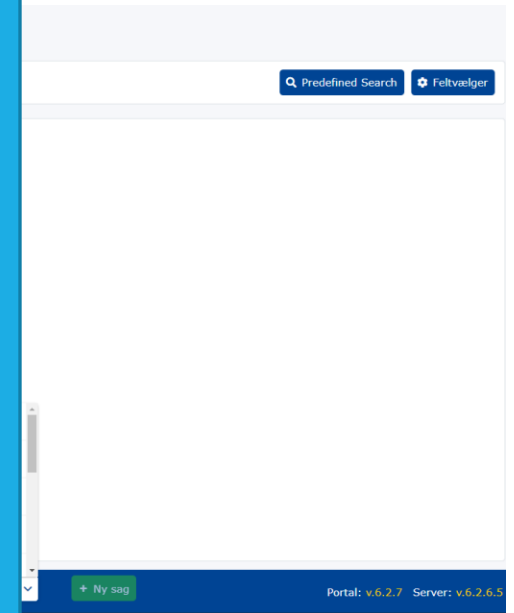 Predefined Search Feltvælger
+ Ny sag Portal: v.6.2.7 Server: v.6.2.6.5